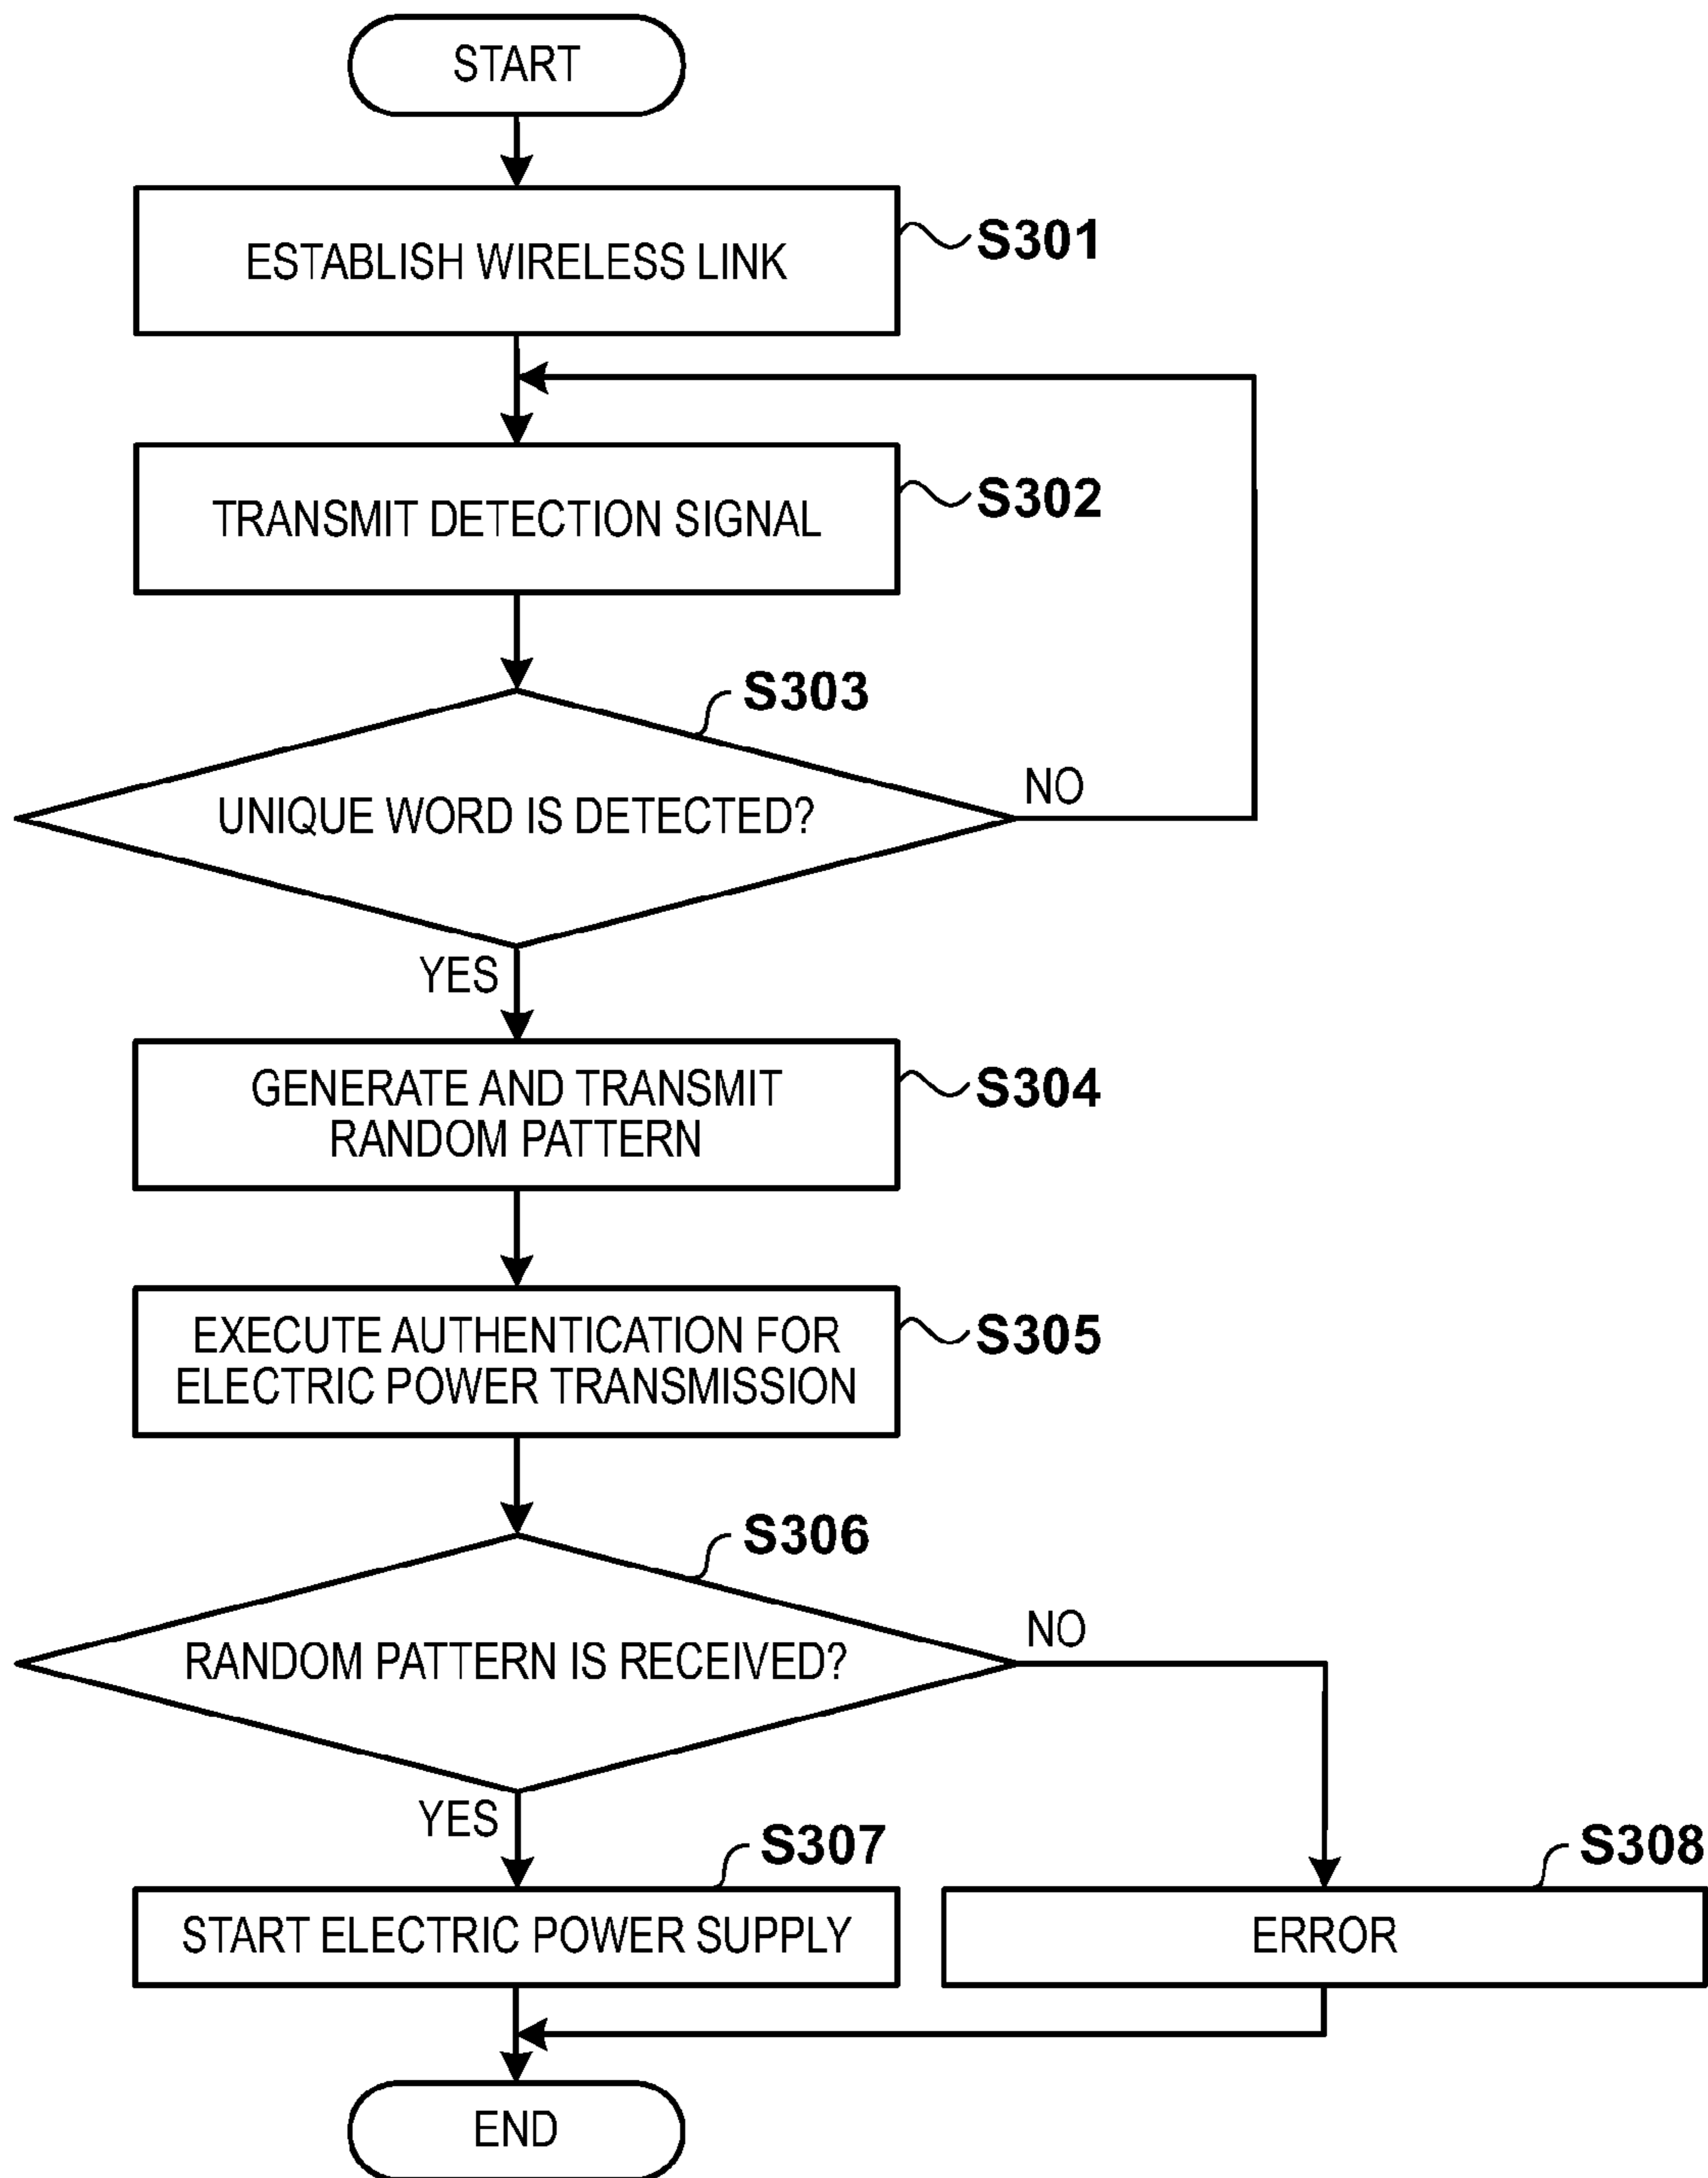 START
ESTABLISH WIRELESS LINK
S301
TRANSMIT DETECTION SIGNAL
S302
S303
UNIQUE WORD IS DETECTED?
NO
YES
GENERATE AND TRANSMIT
RANDOM PATTERN
S304
EXECUTE AUTHENTICATION FOR
ELECTRIC POWER TRANSMISSION
S305
S306
RANDOM PATTERN IS RECEIVED?
NO
YES
S307
START ELECTRIC POWER SUPPLY
S308
ERROR
END